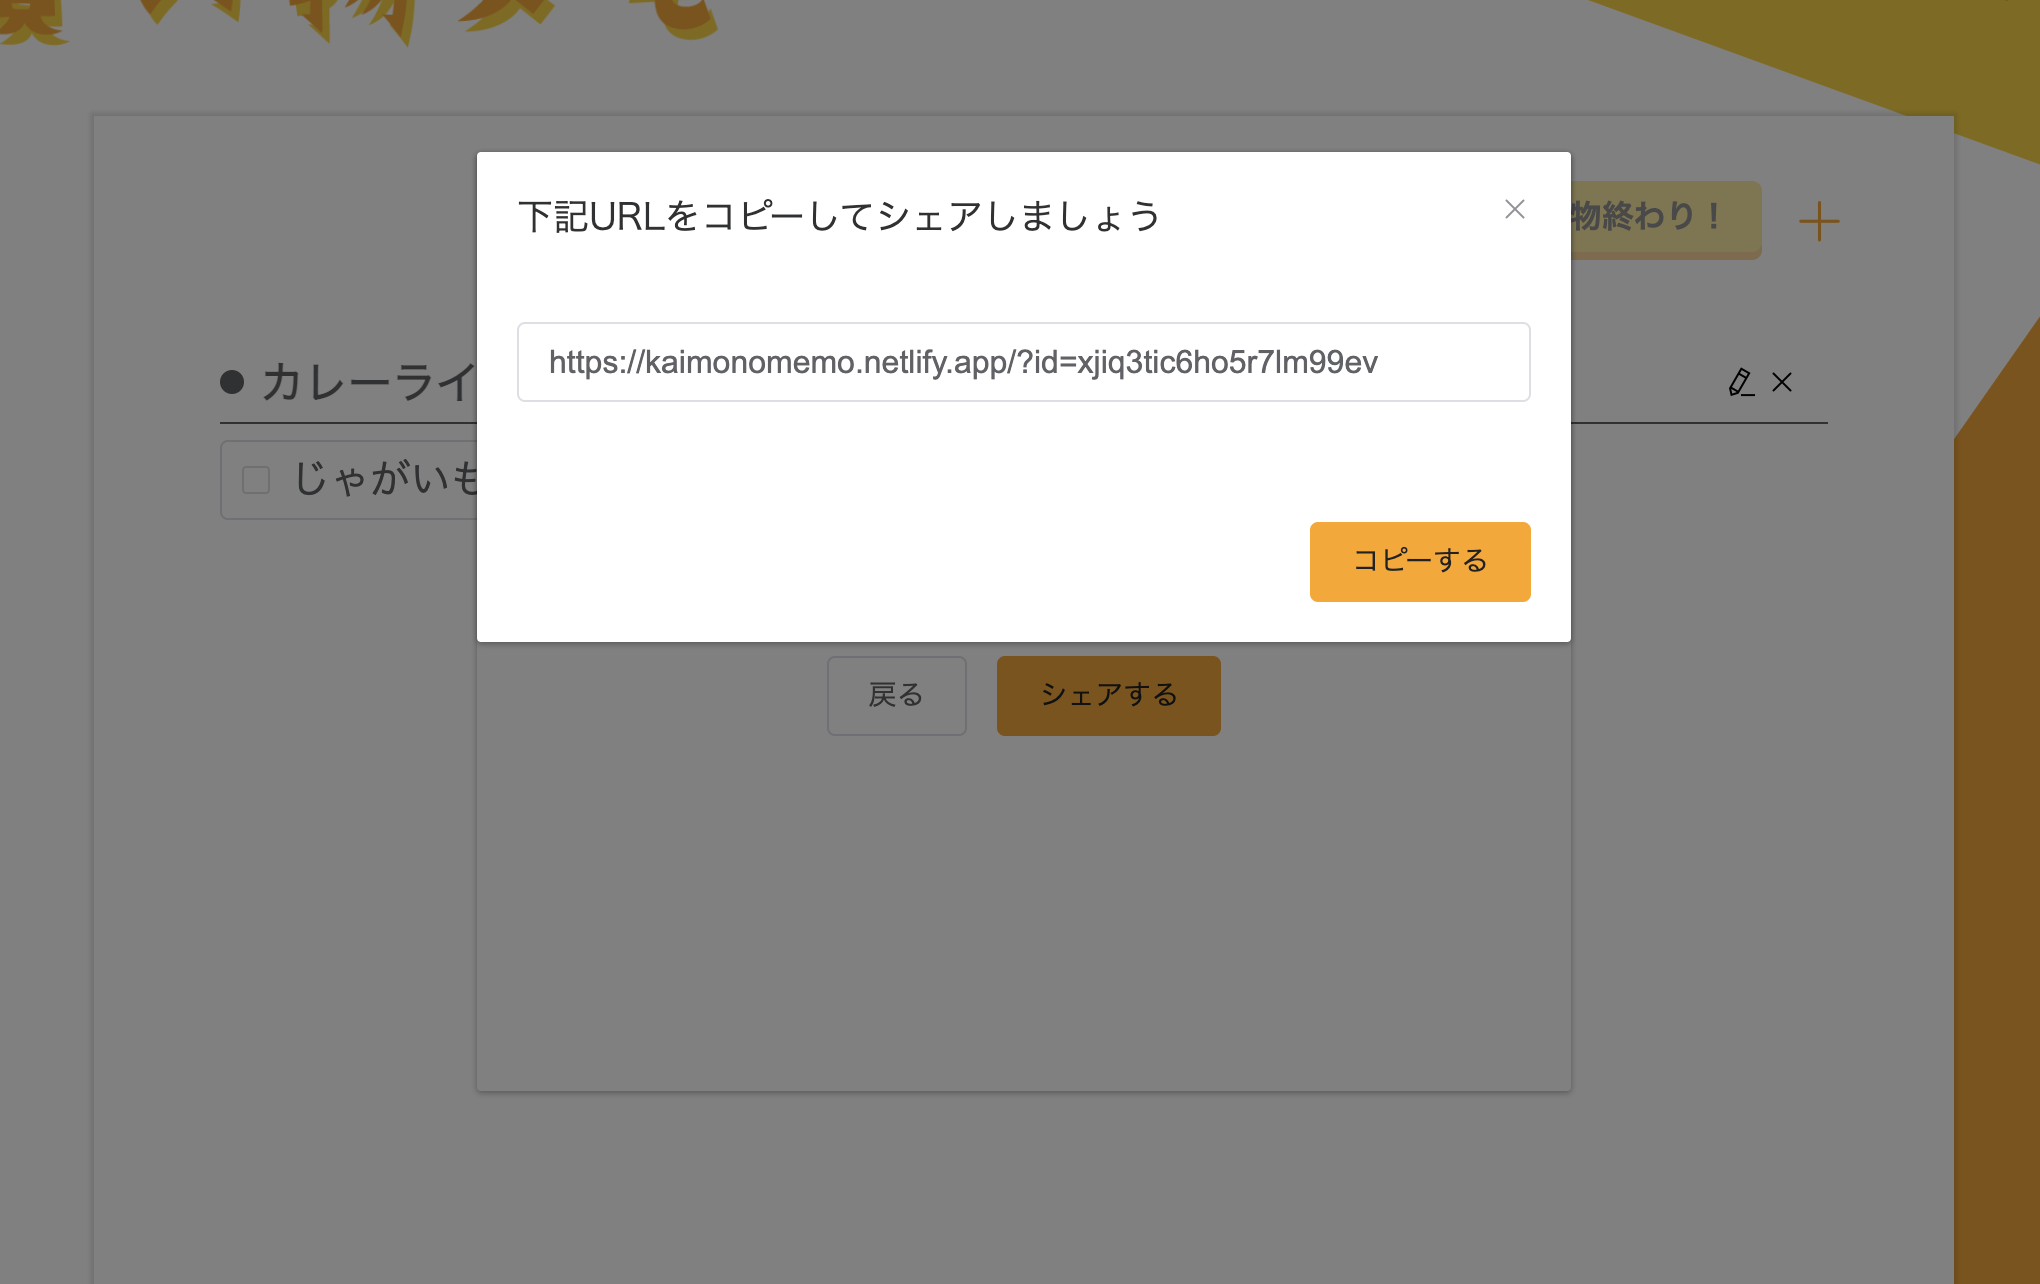 下記URLをコピーしてシェアしましょう
物終わり！
https://kaimonomemo.netlify.app/?id=xjiq3tic6ho5r7lm99ev
カレーライ
じゃがいも
コピーする
戻る
シェアする